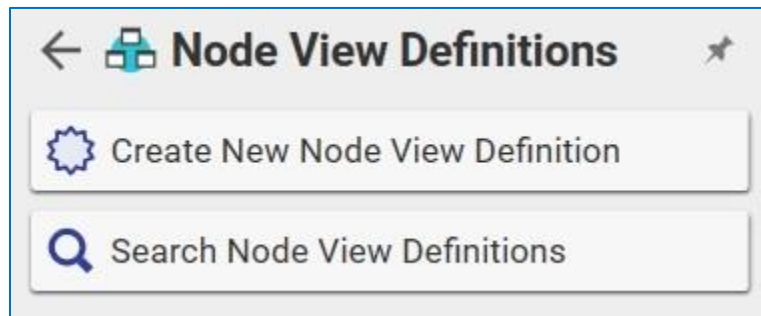 Node View Definitions
Create New Node View Definition
Search Node View Definitions